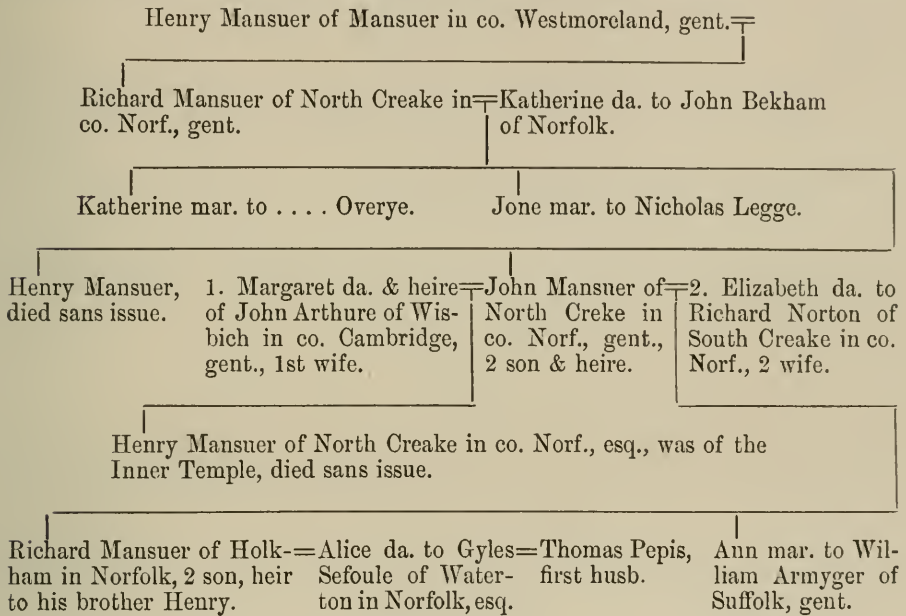 Henry Mansuer of Mansuer in co. Westmoreland, gent.
Richard Mansuer of North Creake in
co. Norf., gent.
Katherine da. to John Bekham
of Norfolk.
Katherine mar. to .... Overye.
Jone mar. to Nicholas Legge.
Henry Mansuer,
died sans issue.
1. Margaret da. & heire
of John Arthure of Wis-
bich in co. Cambridge,
gent., 1st wife.
John Mansuer of
North Creke in
co. Norf., gent.,
2 son & heire.
2. Elizabeth da. to
Richard Norton of
South Creake in co.
Norf., 2 wife.
Henry Mansuer of North Creake in co. Norf., esq., was of the
Inner Temple, died sans issue.
Richard Mansuer of Holk-
ham in Norfolk, 2 son, heir
to his brother Henry.
Alice da. to Gyles
Sefoule of Water-
ton in Norfolk, esq.
Thomas Pepis,
first husb.
Ann mar. to Wil-
liam Armyger of
Suffolk, gent.